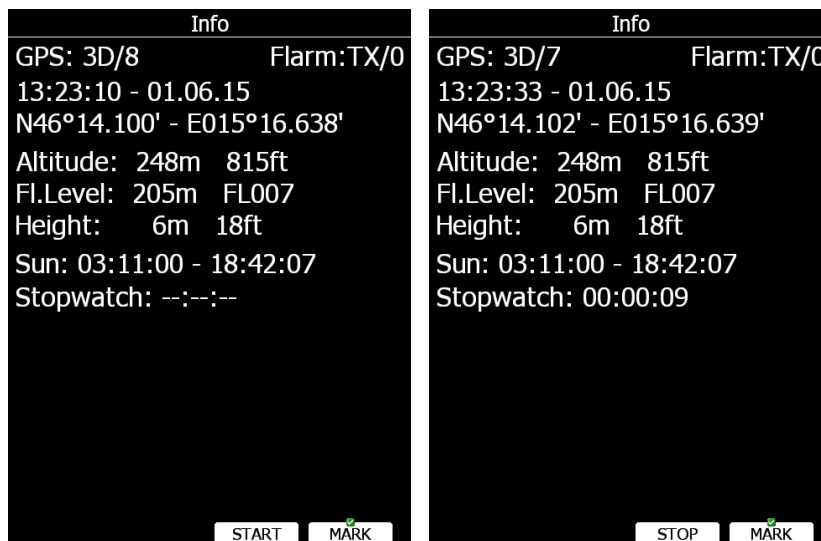 Info
GPS: 3D/8 Flarm:TX/0
13:23:10 - 01.06.15
N46°14.100' - E015°16.638'
Altitude: 248m 815ft
Fl.Level: 205m FL007
Height: 6m 18ft
Sun: 03:11:00 - 18:42:07
Stopwatch: --:--:--
START MARK
Info
GPS: 3D/7 Flarm:TX/0
13:23:33 - 01.06.15
N46°14.102' - E015°16.639'
Altitude: 248m 815ft
Fl.Level: 205m FL007
Height: 6m 18ft
Sun: 03:11:00 - 18:42:07
Stopwatch: 00:00:09
STOP MARK